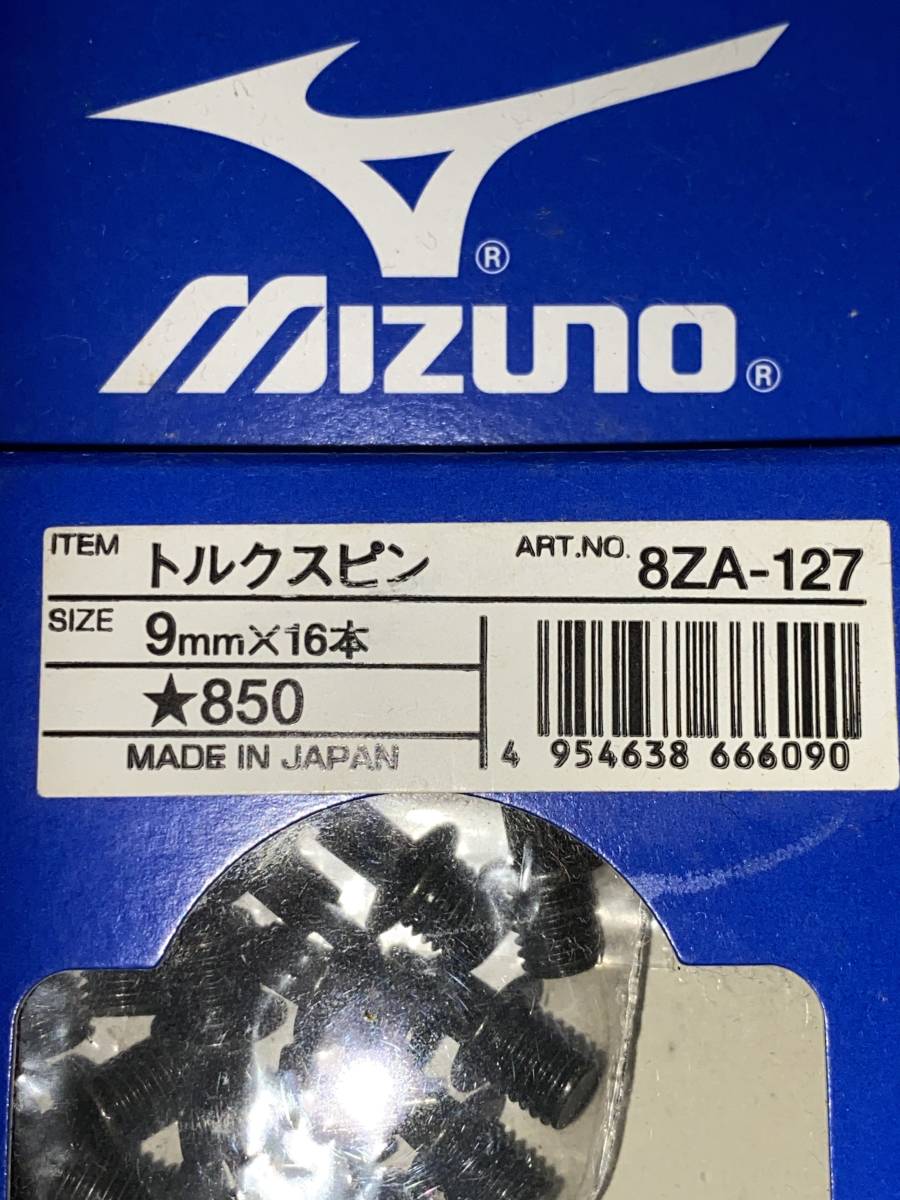 ®
MIZUNO®
ITEM トルクスピン ART.NO. 8ZA-127
SIZE 9mm×16本
★850
MADE IN JAPAN
4 954638 666090